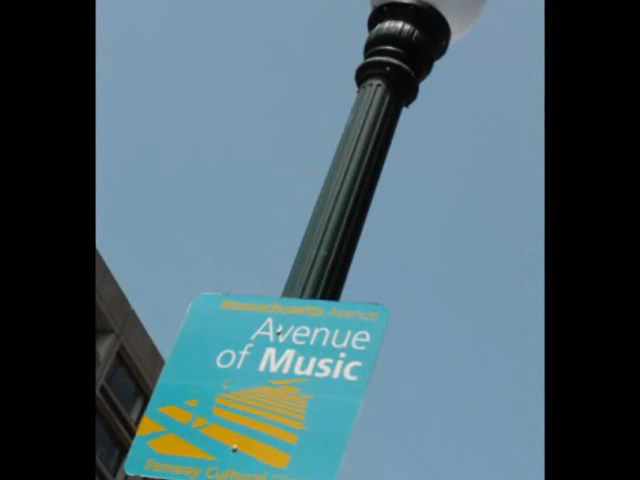 Massachusetts Avenue
Avenue
of Music
Fenway Cultural